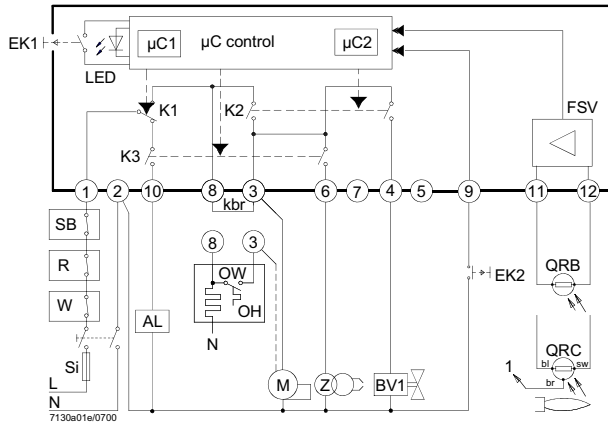 EK1
µC1
µC control
µC2
LED
FSV
K1
K2
K3
1
2
10
8
3
6
7
4
5
9
11
12
kbr
SB
R
W
Si
L
N
AL
8
3
OW
OH
N
M
Z
BV1
EK2
QRB
QRC
bl
sw
br
1
7130a01e/0700